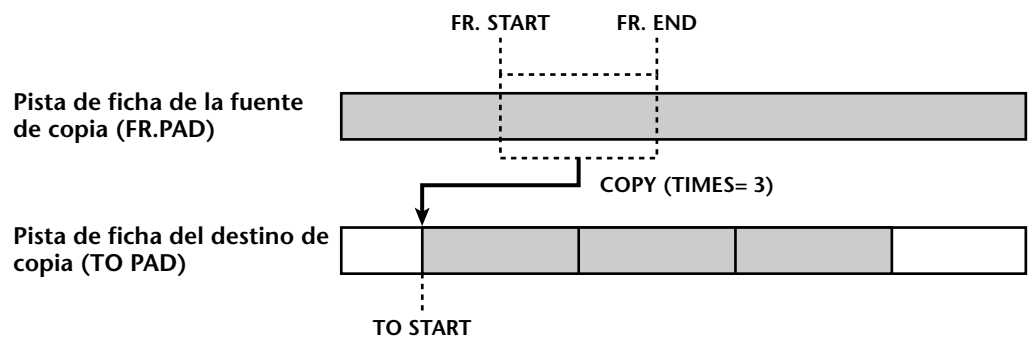 FR. START FR. END
Pista de ficha de la fuente
de copia (FR.PAD)
COPY (TIMES= 3)
Pista de ficha del destino de
copia (TO PAD)
TO START